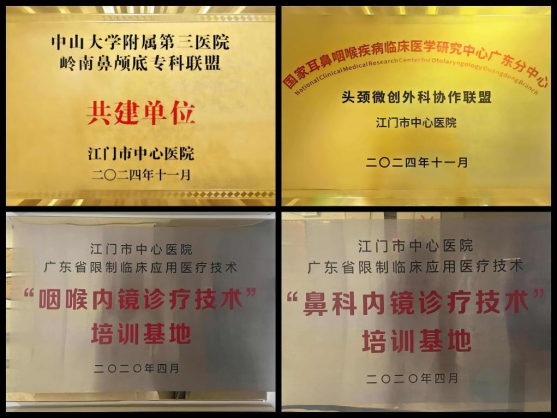 中山大学附属第三医院
岭南鼻颅底专科联盟
共建单位
江门市中心医院
二〇二四年十一月
国家耳鼻咽喉疾病临床医学研究中心广东分中心
National Clinical Medical Research Center for Otolaryngology Guangdong Branch
头颈微创外科协作联盟
江门市中心医院
二〇二四年十一月
江门市中心医院
广东省限制临床应用医疗技术
“咽喉内镜诊疗技术”
培训基地
二〇二〇年四月
江门市中心医院
广东省限制临床应用医疗技术
“鼻科内镜诊疗技术”
培训基地
二〇二〇年四月